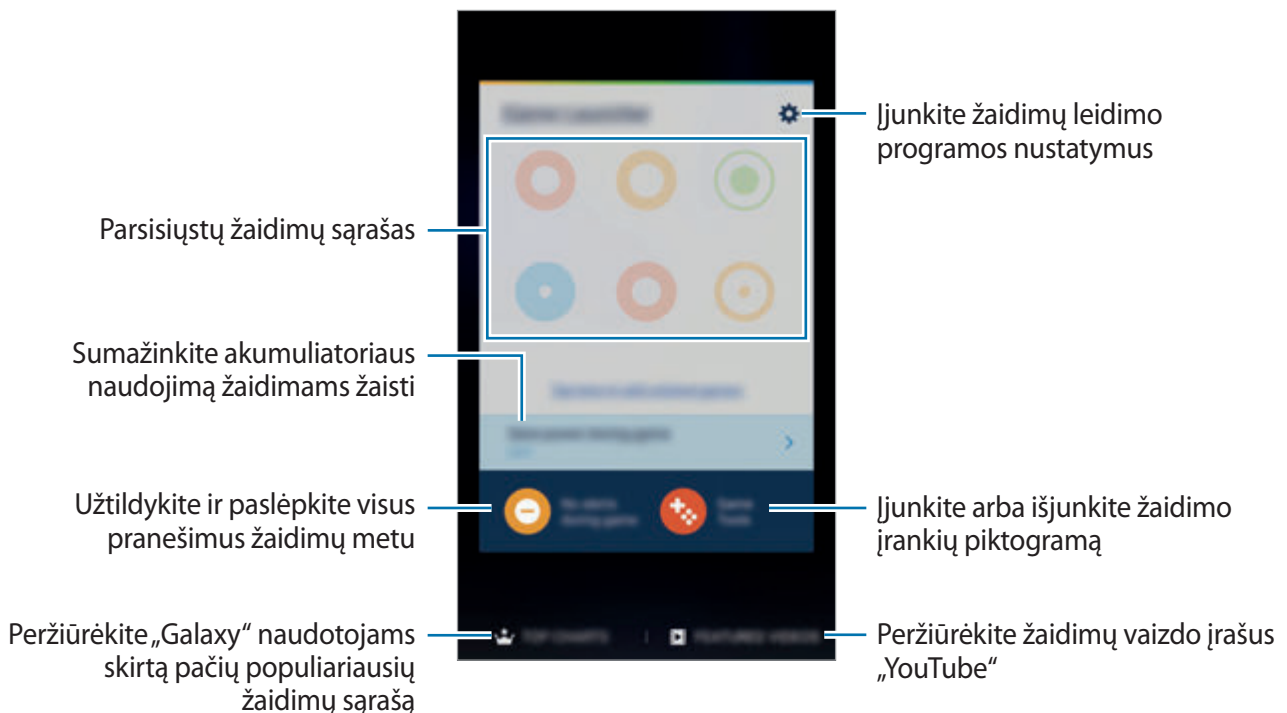 Įjunkite žaidimų leidimo
programos nustatymus
Parsisiųstų žaidimų sąrašas
Sumažinkite akumuliatoriaus
naudojimą žaidimams žaisti
Užtildykite ir paslėpkite visus
pranešimus žaidimų metu
Įjunkite arba išjunkite žaidimo
įrankių piktogramą
Peržiūrėkite „Galaxy“ naudotojams
skirtą pačių populiariausių
žaidimų sąrašą
Peržiūrėkite žaidimų vaizdo įrašus
„YouTube“